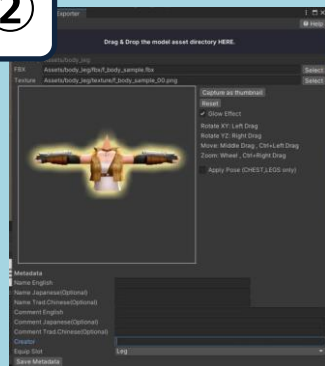 ②
Exporter
Help
Drag & Drop the model asset directory HERE.
Assets/body_leg
FBX Assets/body_leg/fbx/f_body_sample.fbx Select
Texture Assets/body_leg/texture/f_body_sample_00.png Select
Capture as thumbnail
Reset
Glow Effect
Rotate XY: Left Drag
Rotate YZ: Right Drag
Move: Middle Drag , Ctrl+Left Drag
Zoom: Wheel , Ctrl+Right Drag
Apply Pose (CHEST,LEGS only)
Metadata
Name English
Name Japanese(Optional)
Name Trad.Chinese(Optional)
Comment English
Comment Japanese(Optional)
Comment Trad.Chinese(Optional)
Creator
Equip Slot Leg
Save Metadata